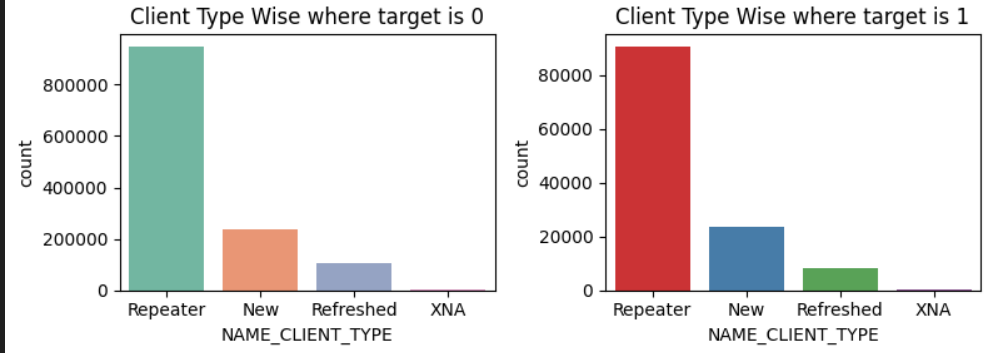 Client Type Wise where target is 0
800000
600000
400000
200000
0
count
Repeater New Refreshed XNA
NAME_CLIENT_TYPE
Client Type Wise where target is 1
80000
60000
40000
20000
0
count
Repeater New Refreshed XNA
NAME_CLIENT_TYPE